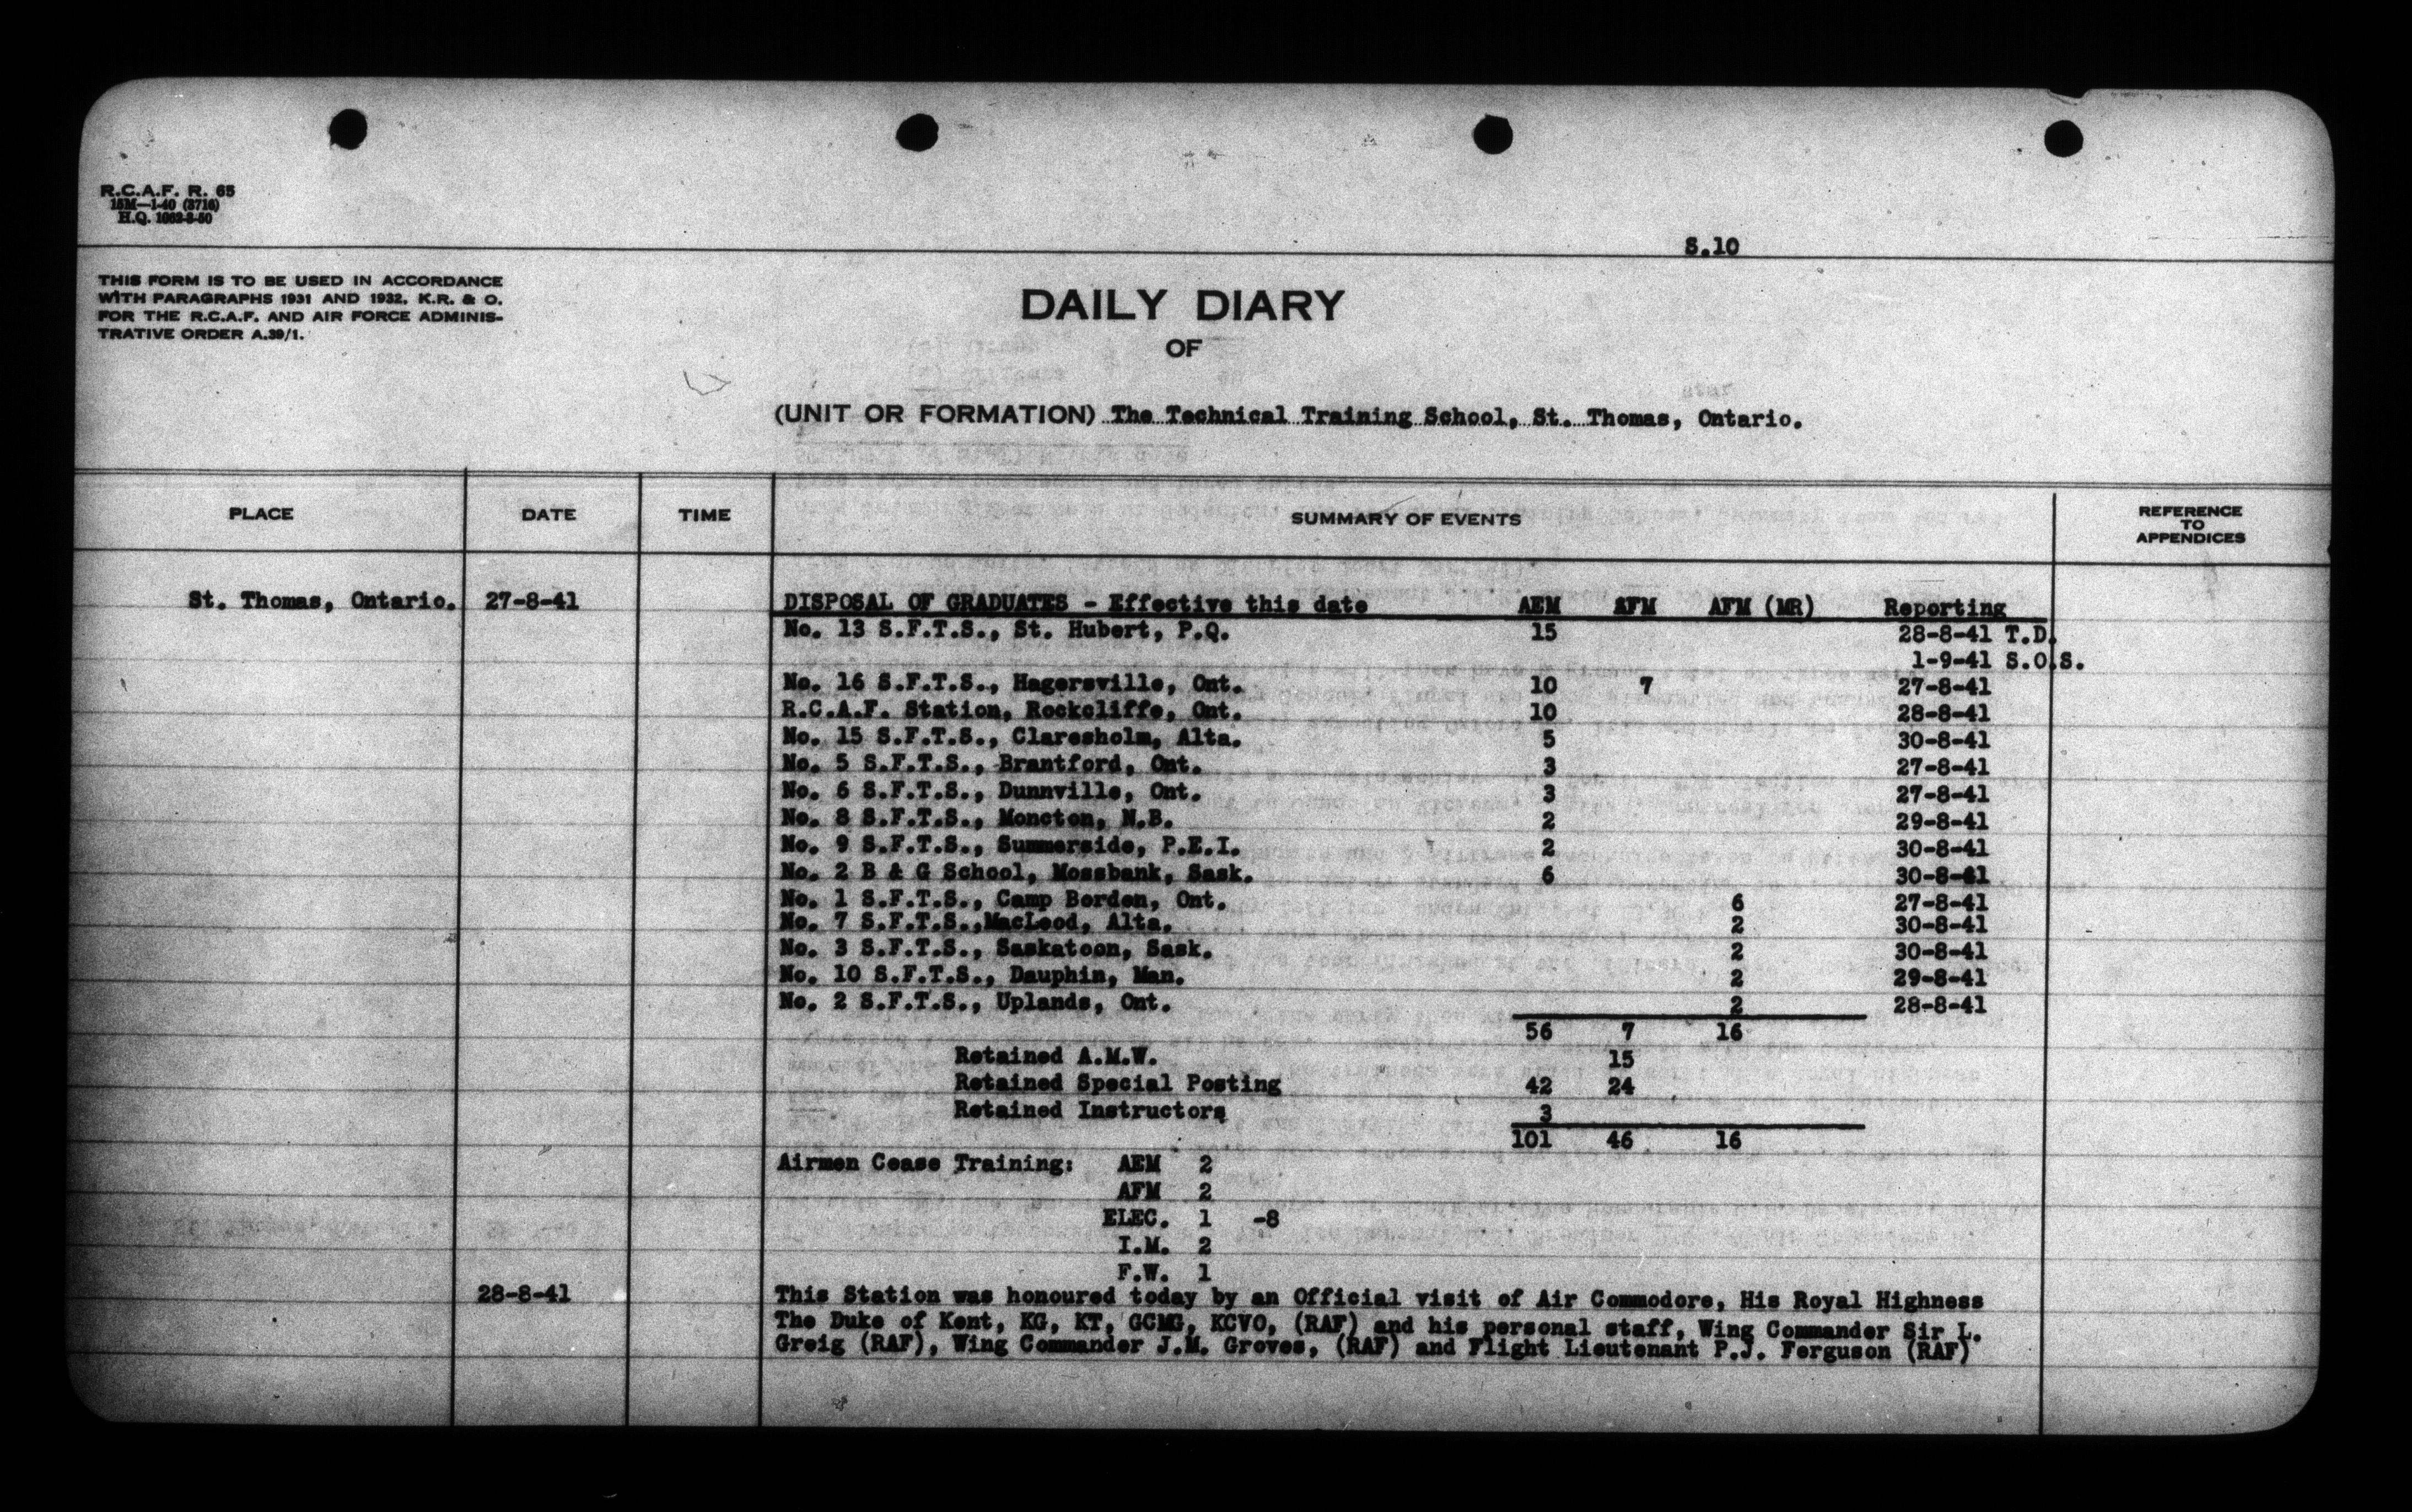 R.C.A.F. R. 65
15M—1-40 (3716)
H.Q. 1062-3-50
S.10
THIS FORM IS TO BE USED IN ACCORDANCE
WITH PARAGRAPHS 1931 AND 1932, K.R. & O.
FOR THE R.C.A.F. AND AIR FORCE ADMINIS-
TRATIVE ORDER A.39/1.
DAILY DIARY
OF
(UNIT OR FORMATION) The Technical Training School, St. Thomas, Ontario.
PLACE DATE TIME SUMMARY OF EVENTS REFERENCE TO APPENDICES
St. Thomas, Ontario. 27-8-41 DISPOSAL OF GRADUATES - Effective this date AEM AFM AFM (MR) Reporting
No. 13 S.F.T.S., St. Hubert, P.Q. 15 28-8-41 T.D.
1-9-41 S.O.S.
No. 16 S.F.T.S., Hagersville, Ont. 10 7 27-8-41
R.C.A.F. Station, Rockcliffe, Ont. 10 28-8-41
No. 15 S.F.T.S., Claresholm, Alta. 5 30-8-41
No. 5 S.F.T.S., Brantford, Ont. 3 27-8-41
No. 6 S.F.T.S., Dunnville, Ont. 3 27-8-41
No. 8 S.F.T.S., Moncton, N.B. 2 29-8-41
No. 9 S.F.T.S., Summerside, P.E.I. 2 30-8-41
No. 2 B & G School, Mossbank, Sask. 6 30-8-41
No. 1 S.F.T.S., Camp Borden, Ont. 6 27-8-41
No. 7 S.F.T.S.,MacLeod, Alta. 2 30-8-41
No. 3 S.F.T.S., Saskatoon, Sask. 2 30-8-41
No. 10 S.F.T.S., Dauphin, Man. 2 29-8-41
No. 2 S.F.T.S., Uplands, Ont. 2 28-8-41
56 7 16
Retained A.M.W. 15
Retained Special Posting 42 24
Retained Instructors 3
101 46 16
Airmen Cease Training: AEM 2
AFM 2
ELEC. 1 -8
I.M. 2
F.W. 1
28-8-41 This Station was honoured today by an Official visit of Air Commodore, His Royal Highness
The Duke of Kent, KG, KT, GCMG, KCVO, (RAF) and his personal staff, Wing Commander Sir L.
Greig (RAF), Wing Commander J.M. Groves, (RAF) and Flight Lieutenant P.J. Ferguson (RAF)